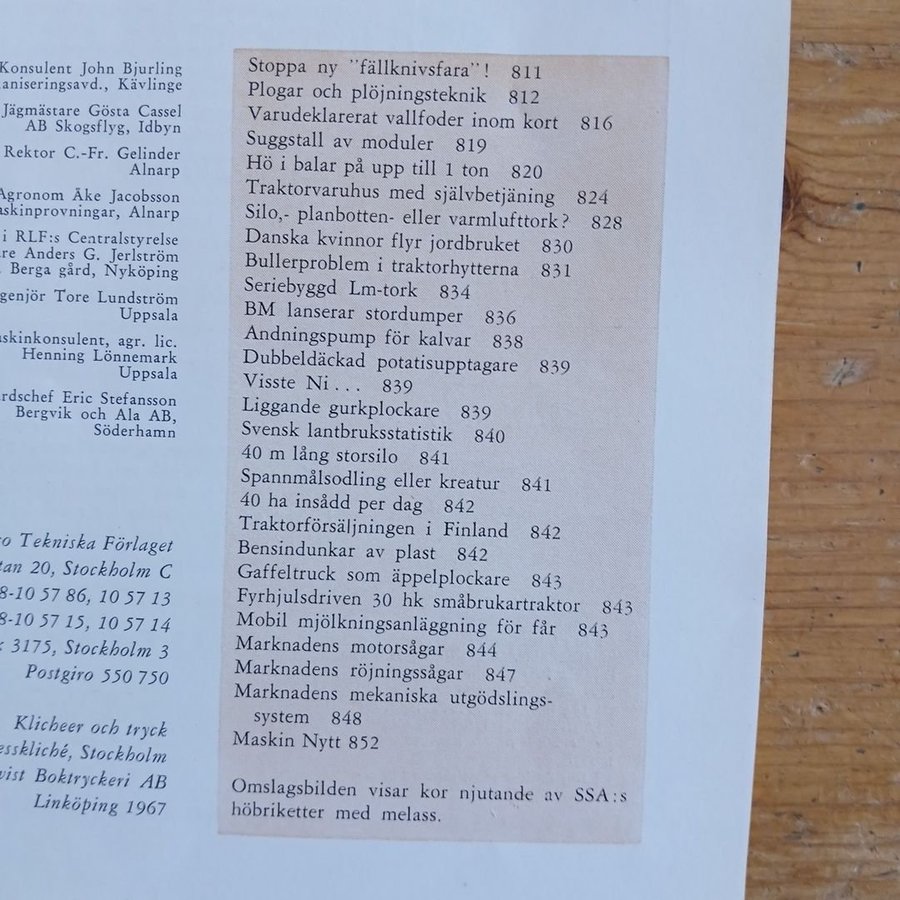 Konsulent John Bjurling
aniseringsavd., Kävlinge
Jägmästare Gösta Cassel
AB Skogsflyg, Idbyn
Rektor C.-Fr. Gelinder
Alnarp
Agronom Åke Jacobsson
askinprovningar, Alnarp
i RLF:s Centralstyrelse
re Anders G. Jerlström
Berga gård, Nyköping
genjör Tore Lundström
Uppsala
skinkonsulent, agr. lic.
Henning Lönnemark
Uppsala
rdschef Eric Stefansson
Bergvik och Ala AB,
Söderhamn
ro Tekniska Förlaget
tan 20, Stockholm C
8-10 57 86, 10 57 13
8-10 57 15, 10 57 14
x 3175, Stockholm 3
Postgiro 550 750
Klicheer och tryck
esskliché, Stockholm
vist Boktryckeri AB
Linköping 1967
Stoppa ny "fällknivsfara"! 811
Plogar och plöjningsteknik 812
Varudeklarerat vallfoder inom kort 816
Suggstall av moduler 819
Hö i balar på upp till 1 ton 820
Traktorvaruhus med självbetjäning 824
Silo,- planbotten- eller varmlufttork? 828
Danska kvinnor flyr jordbruket 830
Bullerproblem i traktorhytterna 831
Seriebyggd Lm-tork 834
BM lanserar stordumper 836
Andningspump för kalvar 838
Dubbeldäckad potatisupptagare 839
Visste Ni... 839
Liggande gurkplockare 839
Svensk lantbruksstatistik 840
40 m lång storsilo 841
Spannmålsodling eller kreatur 841
40 ha insådd per dag 842
Traktorförsäljningen i Finland 842
Bensindunkar av plast 842
Gaffeltruck som äppelplockare 843
Fyrhjulsdriven 30 hk småbrukartraktor 843
Mobil mjölkningsanläggning för får 843
Marknadens motorsågar 844
Marknadens röjningssågar 847
Marknadens mekaniska utgödslings-
system 848
Maskin Nytt 852
Omslagsbilden visar kor njutande av SSA:s
höbriketter med melass.